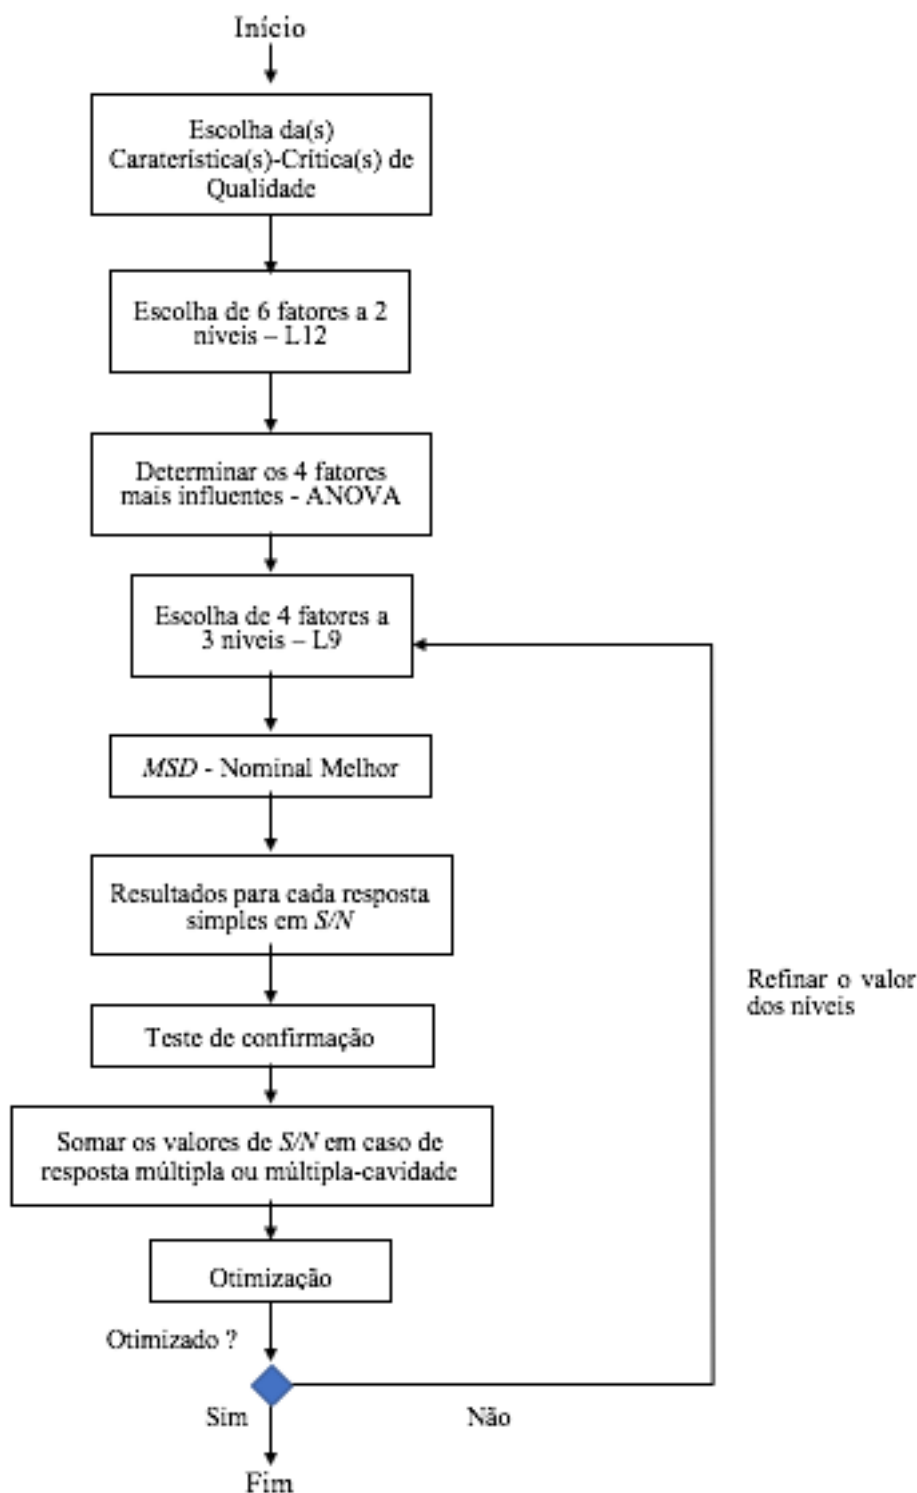 Início
Escolha da(s)
Caraterística(s)-Crítica(s) de
Qualidade
Escolha de 6 fatores a 2
níveis – L12
Determinar os 4 fatores
mais influentes - ANOVA
Escolha de 4 fatores a
3 níveis – L9
MSD - Nominal Melhor
Resultados para cada resposta
simples em S/N
Refinar o valor
dos níveis
Teste de confirmação
Somar os valores de S/N em caso de
resposta múltipla ou múltipla-cavidade
Otimização
Otimizado ?
Sim
Não
Fim